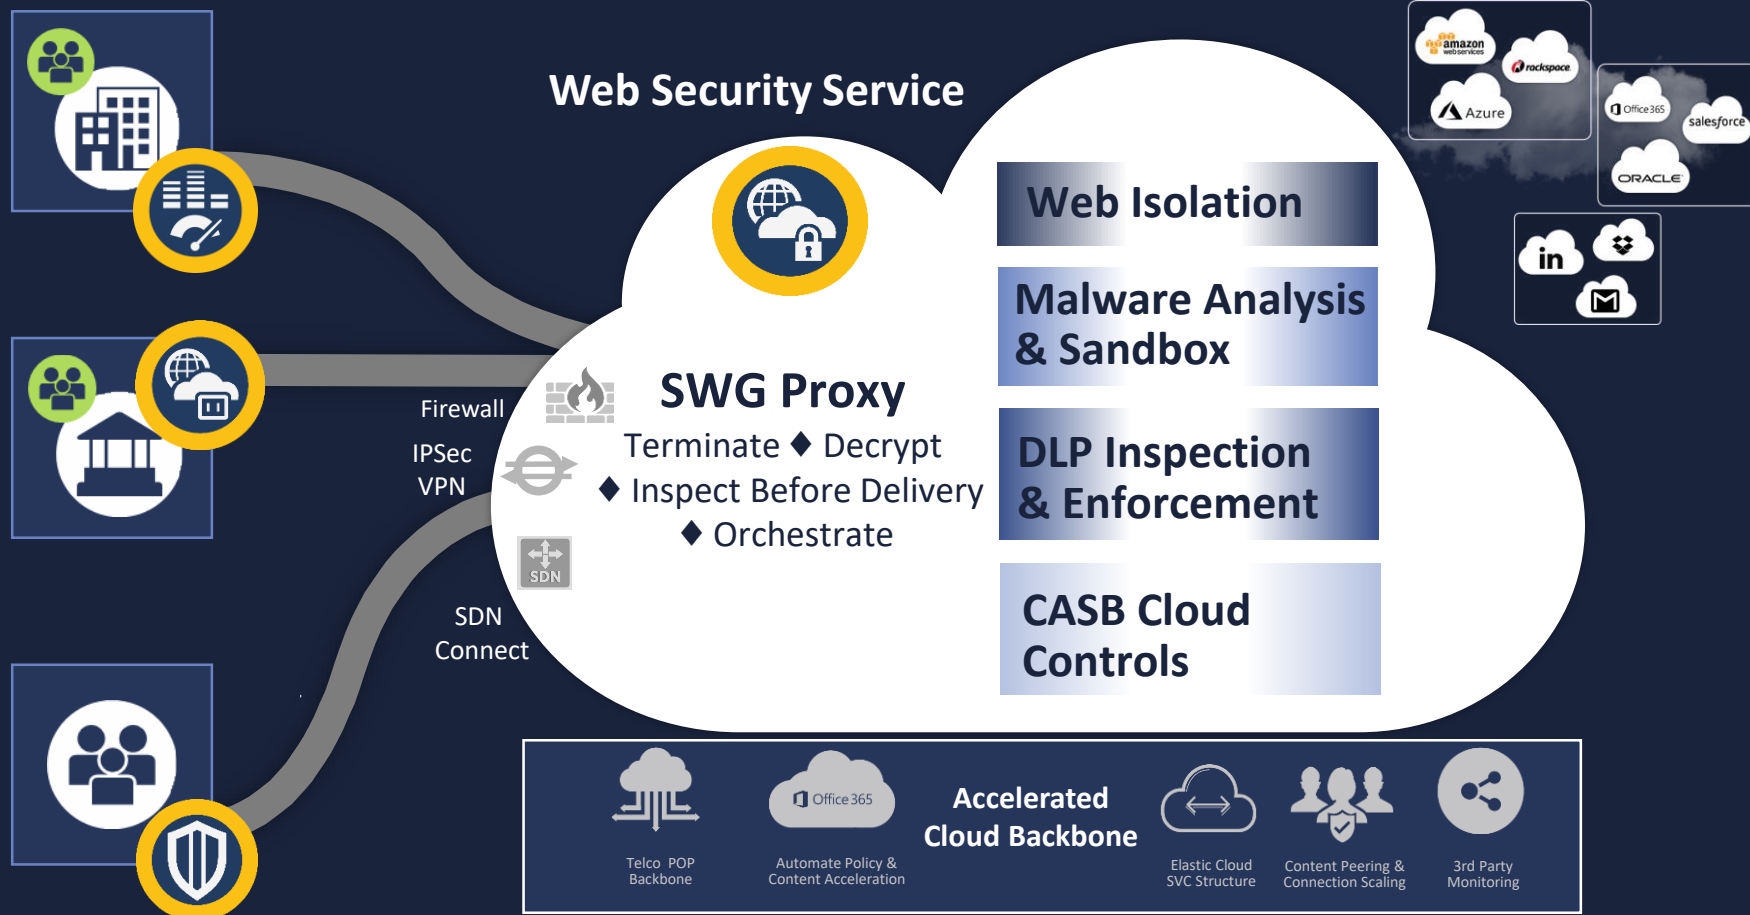 Web Security Service
amazon
webservices
rackspace
Azure
Office 365
salesforce
ORACLE
in
Web Isolation
Malware Analysis
& Sandbox
DLP Inspection
& Enforcement
CASB Cloud
Controls
SWG Proxy
Terminate ♦ Decrypt
♦ Inspect Before Delivery
♦ Orchestrate
Firewall
IPSec
VPN
SDN
SDN
Connect
Accelerated
Cloud Backbone
Telco POP
Backbone
Office 365
Automate Policy &
Content Acceleration
Elastic Cloud
SVC Structure
Content Peering &
Connection Scaling
3rd Party
Monitoring